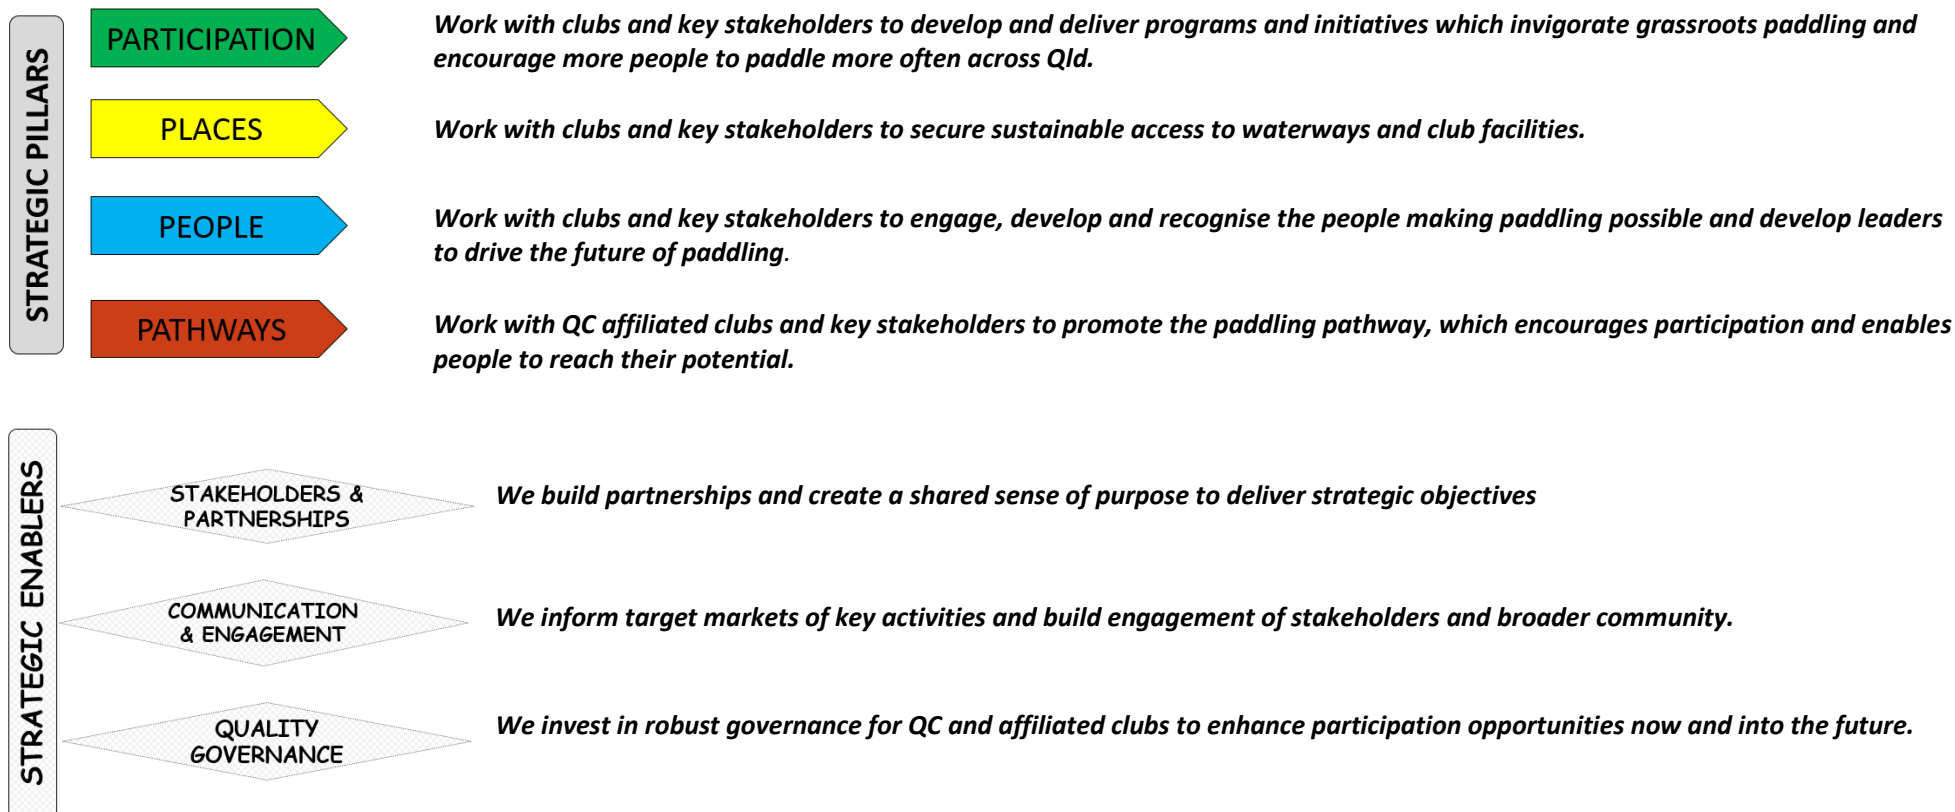 STRATEGIC PILLARS
PARTICIPATION
Work with clubs and key stakeholders to develop and deliver programs and initiatives which invigorate grassroots paddling and
encourage more people to paddle more often across Qld.
PLACES
Work with clubs and key stakeholders to secure sustainable access to waterways and club facilities.
PEOPLE
Work with clubs and key stakeholders to engage, develop and recognise the people making paddling possible and develop leaders
to drive the future of paddling.
PATHWAYS
Work with QC affiliated clubs and key stakeholders to promote the paddling pathway, which encourages participation and enables
people to reach their potential.
STRATEGIC ENABLERS
STAKEHOLDERS &
PARTNERSHIPS
We build partnerships and create a shared sense of purpose to deliver strategic objectives
COMMUNICATION
& ENGAGEMENT
We inform target markets of key activities and build engagement of stakeholders and broader community.
QUALITY
GOVERNANCE
We invest in robust governance for QC and affiliated clubs to enhance participation opportunities now and into the future.